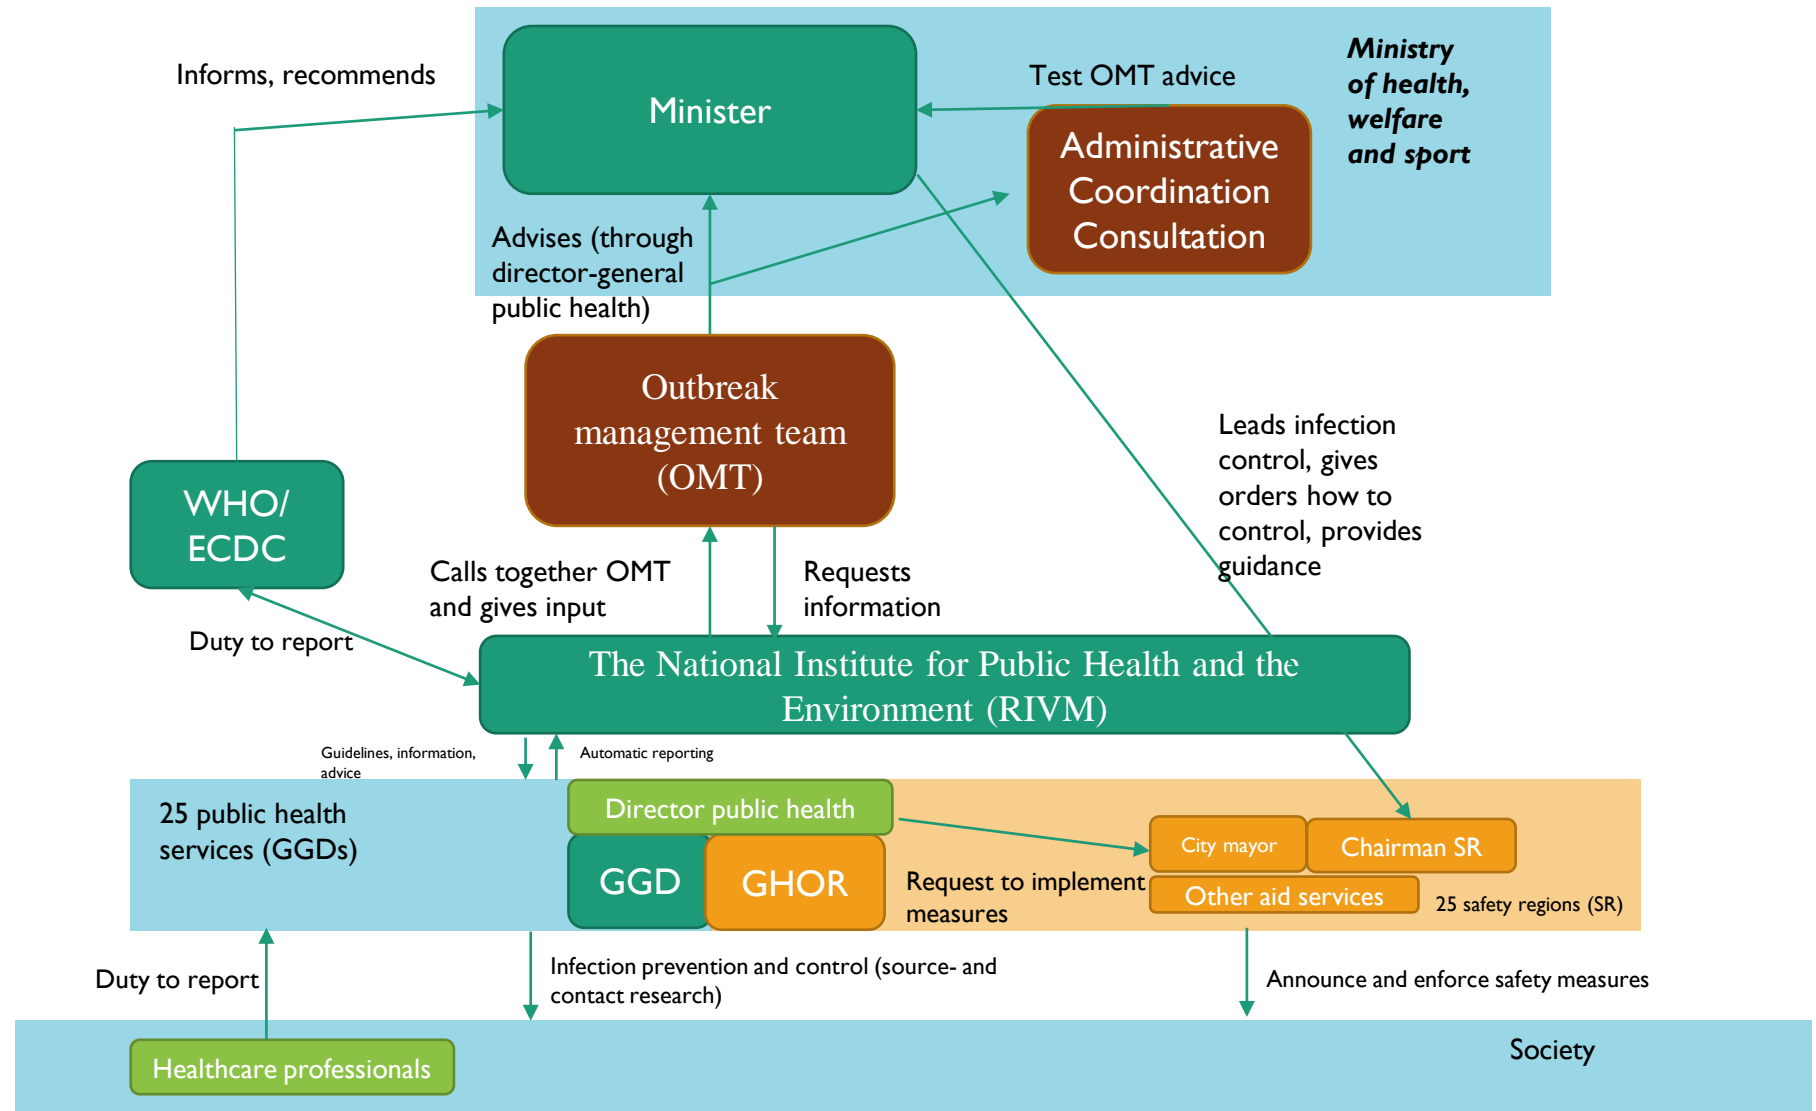 Ministry
of health,
welfare
and sport
Informs, recommends
Test OMT advice
Minister
Administrative
Coordination
Consultation
Advises (through
director-general
public health)
Outbreak
management team
(OMT)
Leads infection
control, gives
orders how to
control, provides
guidance
WHO/
ECDC
Calls together OMT
and gives input
Requests
information
Duty to report
The National Institute for Public Health and the
Environment (RIVM)
Guidelines, information,
advice
Automatic reporting
25 public health
services (GGDs)
Director public health
GGD
GHOR
Request to implement
measures
City mayor
Chairman SR
Other aid services
25 safety regions (SR)
Duty to report
Infection prevention and control (source- and
contact research)
Announce and enforce safety measures
Society
Healthcare professionals